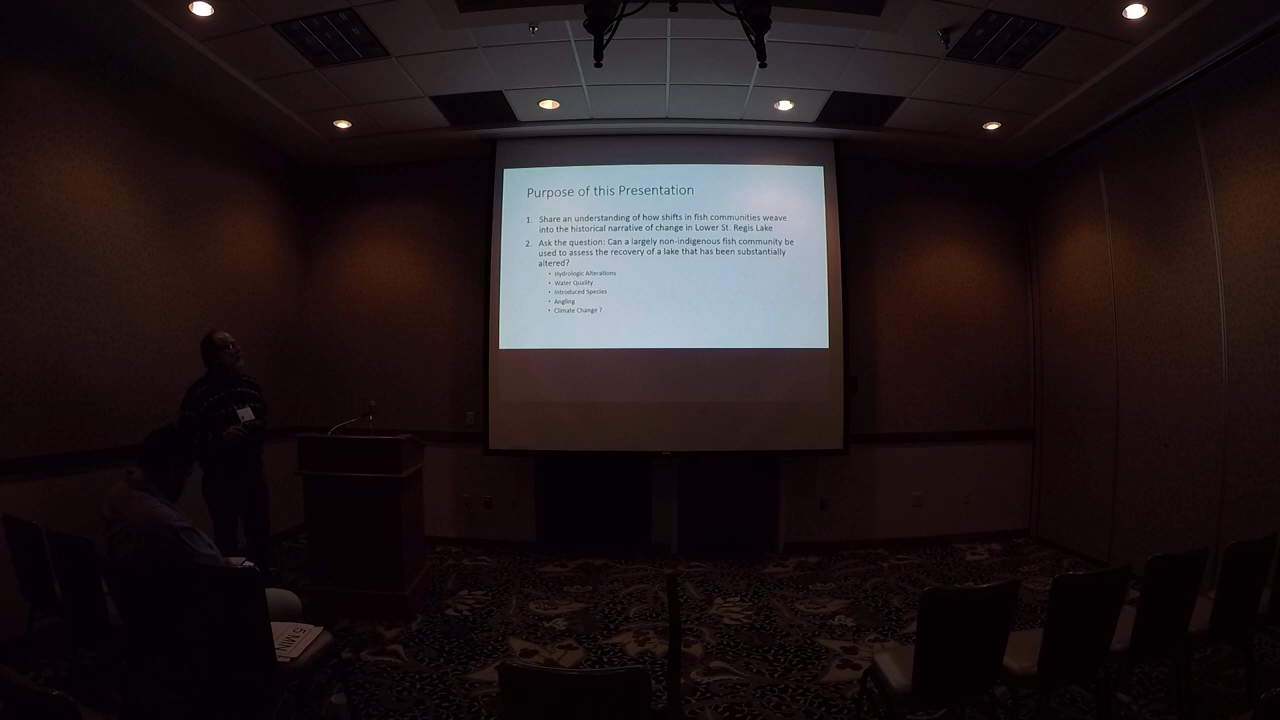 Purpose of this Presentation
1. Share an understanding of how shifts in fish communities weave
into the historical narrative of change in Lower St. Regis Lake
2. Ask the question: Can a largely non-indigenous fish community be
used to assess the recovery of a lake that has been substantially
altered?
• Hydrologic Alterations
• Water Quality
• Introduced Species
• Angling
• Climate Change ?
5 MIN